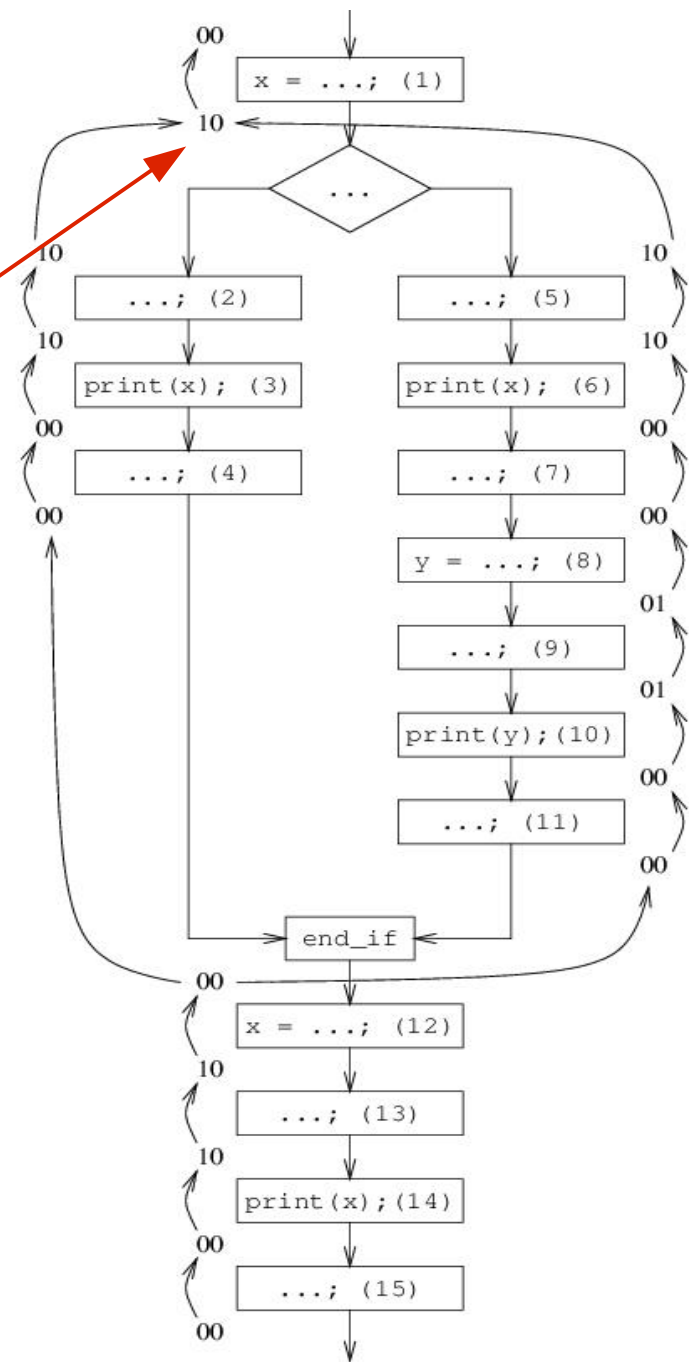 00
x = ...; (1)
10
...
10 10
...; (2) ...; (5)
10 10
print(x); (3) print(x); (6)
00 00
...; (4) ...; (7)
00 00
y = ...; (8)
01
...; (9)
01
print(y);(10)
00
...; (11)
00
end_if
00
x = ...; (12)
10
...; (13)
10
print(x);(14)
00
...; (15)
00